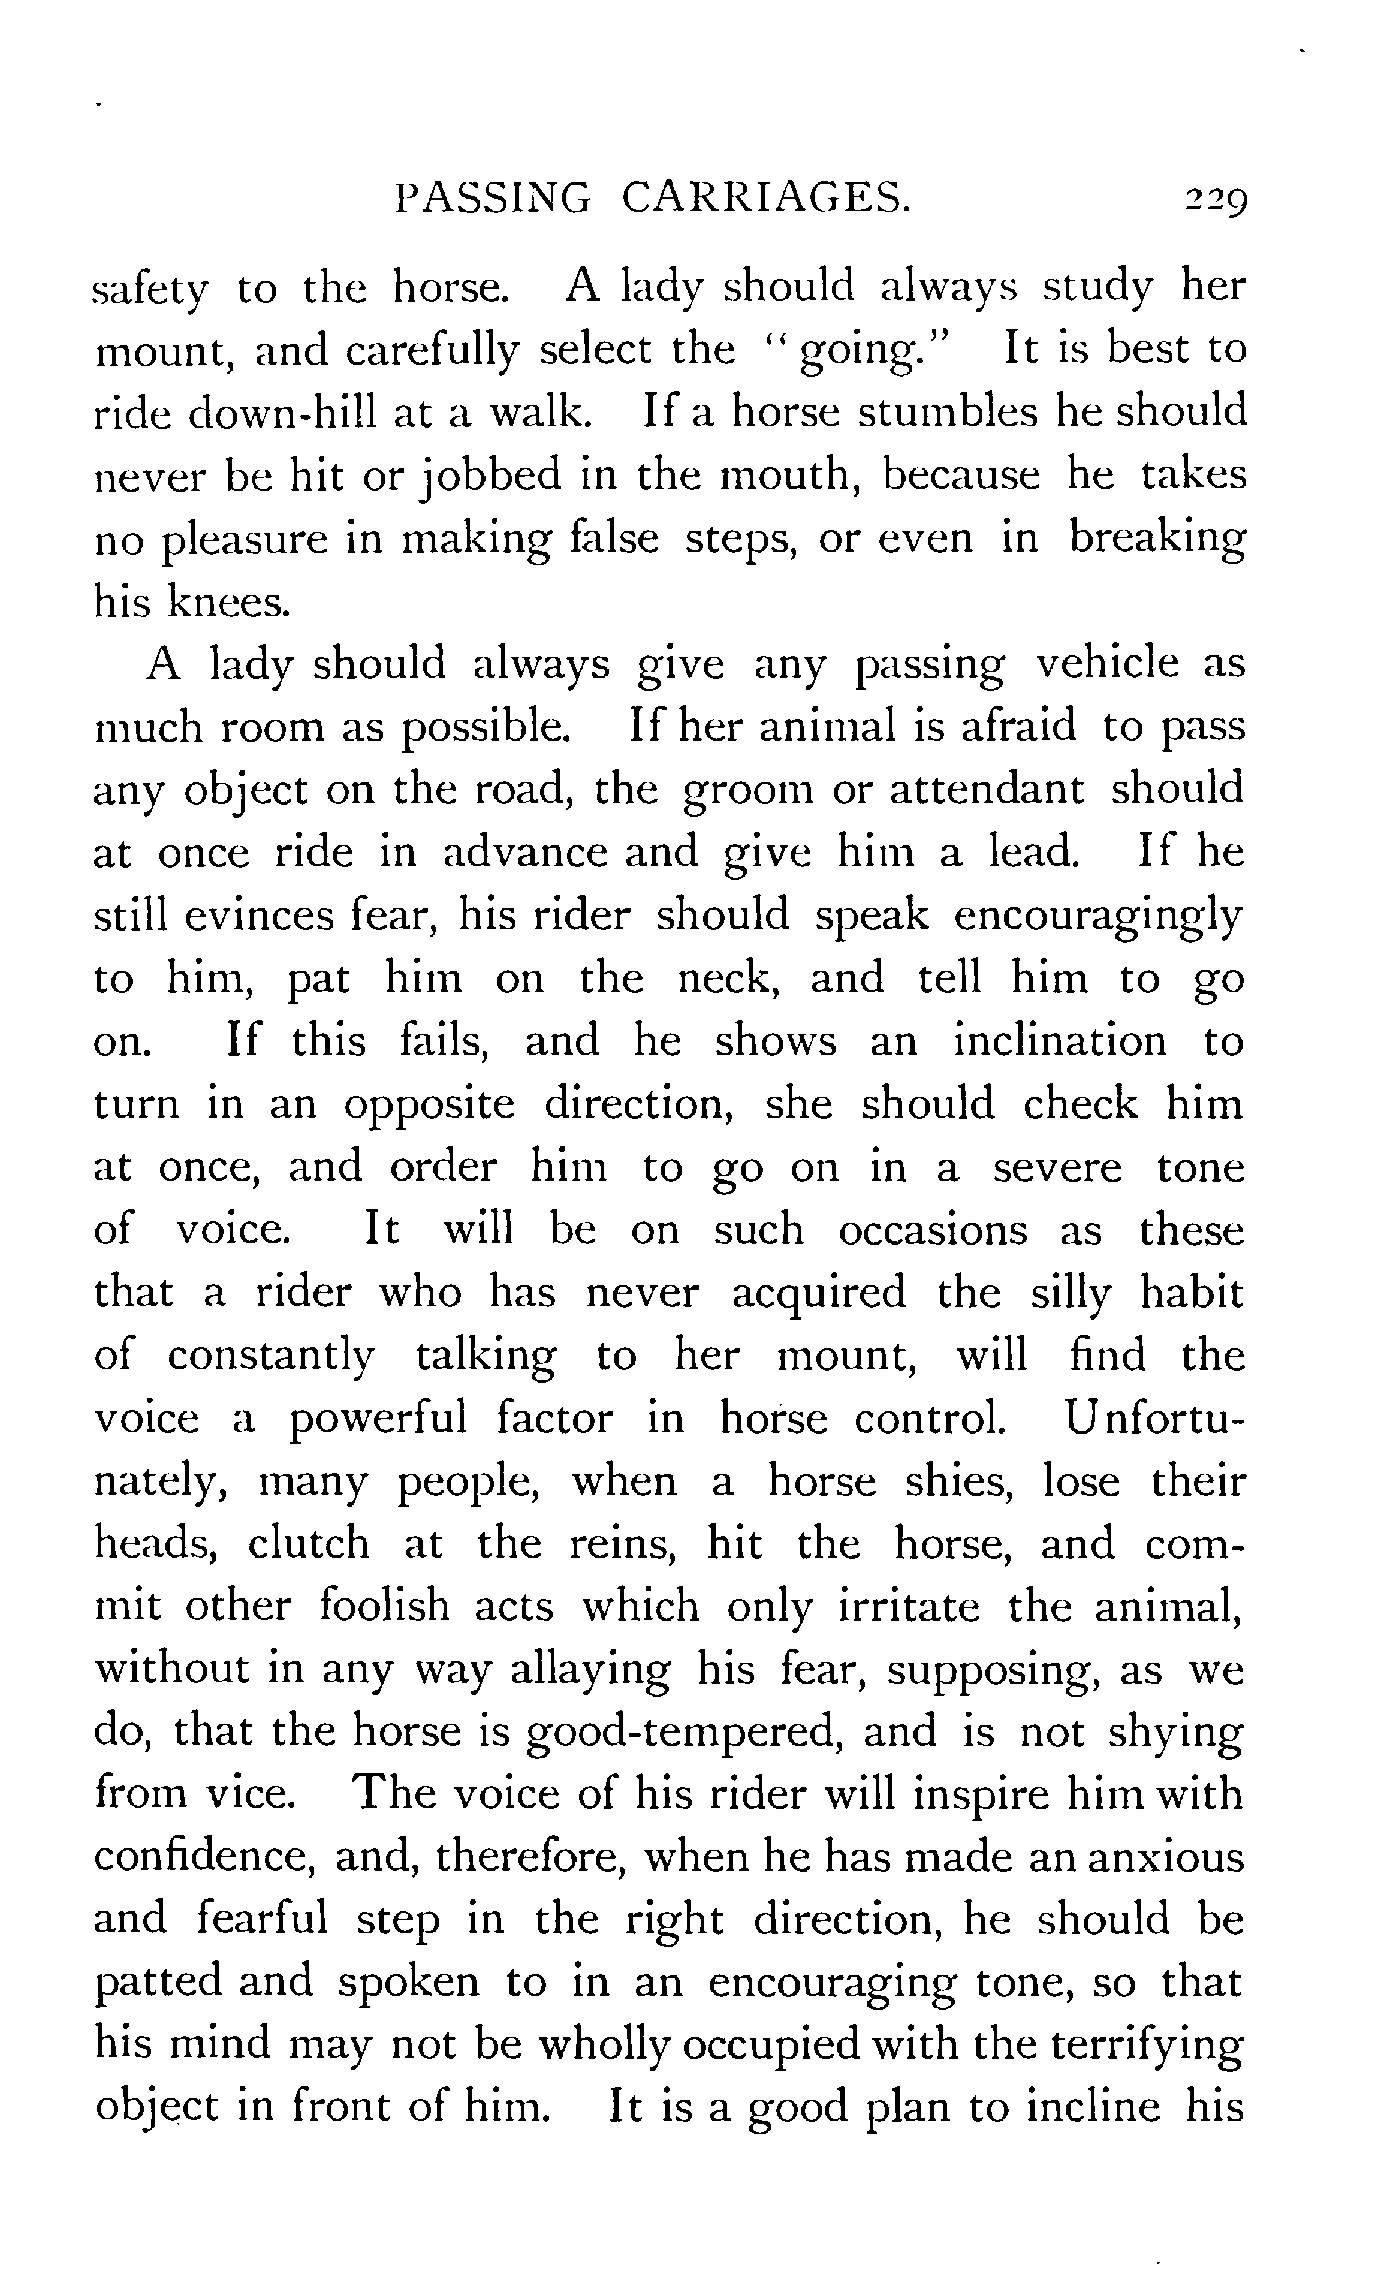 PASSING CARRIAGES. 229
safety to the horse. A lady should always study her
mount, and carefully select the "going." It is best to
ride down-hill at a walk. If a horse stumbles he should
never be hit or jobbed in the mouth, because he takes
no pleasure in making false steps, or even in breaking
his knees.
A lady should always give any passing vehicle as
much room as possible. If her animal is afraid to pass
any object on the road, the groom or attendant should
at once ride in advance and give him a lead. If he
still evinces fear, his rider should speak encouragingly
to him, pat him on the neck, and tell him to go
on. If this fails, and he shows an inclination to
turn in an opposite direction, she should check him
at once, and order him to go on in a severe tone
of voice. It will be on such occasions as these
that a rider who has never acquired the silly habit
of constantly talking to her mount, will find the
voice a powerful factor in horse control. Unfortu-
nately, many people, when a horse shies, lose their
heads, clutch at the reins, hit the horse, and com-
mit other foolish acts which only irritate the animal,
without in any way allaying his fear, supposing, as we
do, that the horse is good-tempered, and is not shying
from vice. The voice of his rider will inspire him with
confidence, and, therefore, when he has made an anxious
and fearful step in the right direction, he should be
patted and spoken to in an encouraging tone, so that
his mind may not be wholly occupied with the terrifying
object in front of him. It is a good plan to incline his